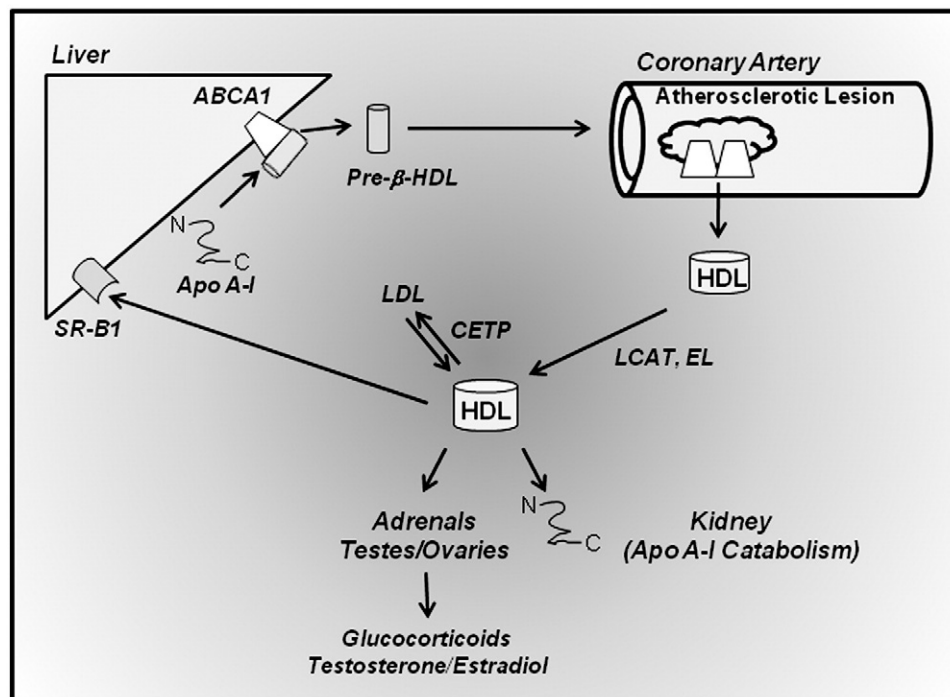 Liver
ABCA1
Pre-β-HDL
N
C
Apo A-I
SR-B1
Coronary Artery
Atherosclerotic Lesion
HDL
LCAT, EL
LDL
CETP
HDL
Adrenals
Testes/Ovaries
Glucocorticoids
Testosterone/Estradiol
N
C
Kidney
(Apo A-I Catabolism)